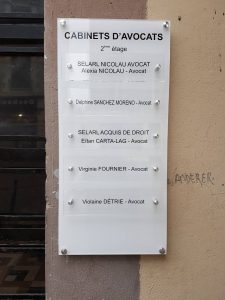 CABINETS D'AVOCATS
2ème étage
SELARL NICOLAU AVOCAT
Alexia NICOLAU - Avocat
Delphine SANCHEZ MORENO - Avocat
SELARL ACQUIS DE DROIT
Eitan CARTA-LAG - Avocat
Virginie FOURNIER - Avocat
Violaine DÉTRIE - Avocat